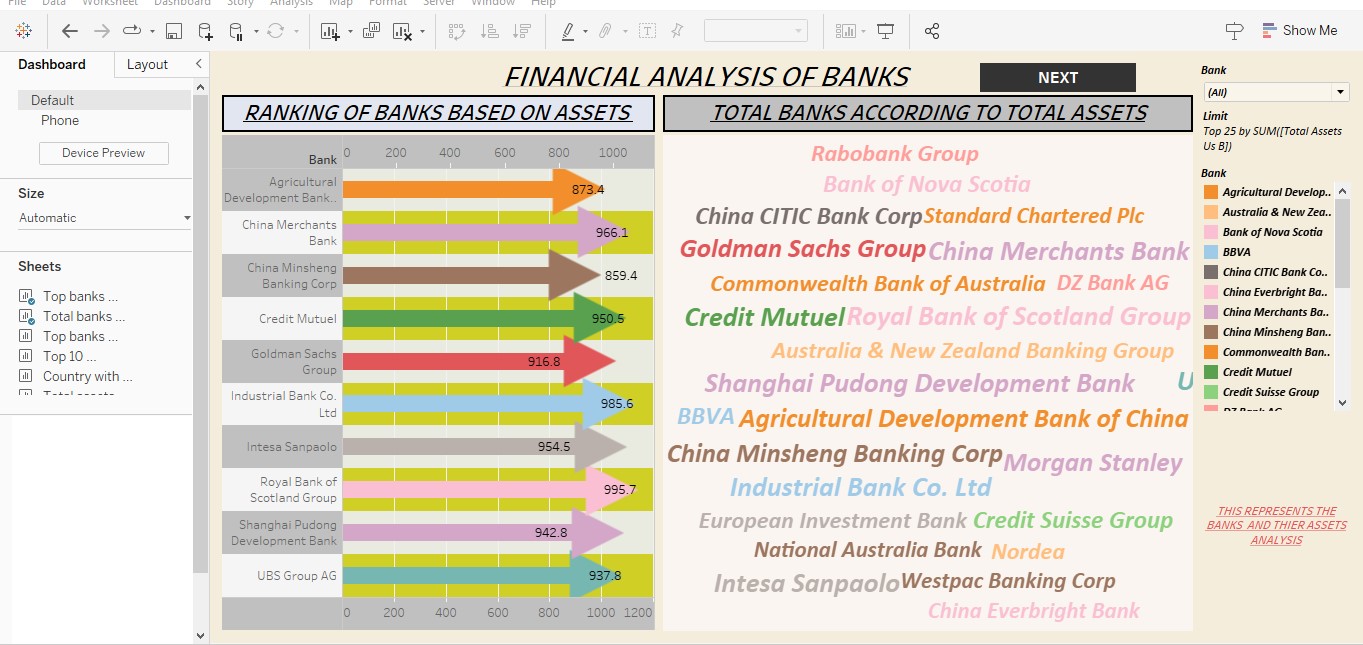 File Data Worksheet Dashboard Story Analysis Map Format Server Window Help
Show Me
Dashboard Layout
Default
Phone
Device Preview
Size
Automatic
Sheets
Top banks ...
Total banks ...
Top banks ...
Top 10 ...
Country with ...
FINANCIAL ANALYSIS OF BANKS
NEXT
RANKING OF BANKS BASED ON ASSETS
Bank
0 200 400 600 800 1000
Agricultural
Development Bank..
873.4
China Merchants
Bank
966.1
China Minsheng
Banking Corp
859.4
Credit Mutuel
950.5
Goldman Sachs
Group
916.8
Industrial Bank Co.
Ltd
985.6
Intesa Sanpaolo
954.5
Royal Bank of
Scotland Group
995.7
Shanghai Pudong
Development Bank
942.8
UBS Group AG
937.8
0 200 400 600 800 1000 1200
TOTAL BANKS ACCORDING TO TOTAL ASSETS
Rabobank Group
Bank of Nova Scotia
China CITIC Bank Corp Standard Chartered Plc
Goldman Sachs Group China Merchants Bank
Commonwealth Bank of Australia DZ Bank AG
Credit Mutuel Royal Bank of Scotland Group
Australia & New Zealand Banking Group
Shanghai Pudong Development Bank U
BBVA Agricultural Development Bank of China
China Minsheng Banking Corp Morgan Stanley
Industrial Bank Co. Ltd
European Investment Bank Credit Suisse Group
National Australia Bank Nordea
Intesa Sanpaolo Westpac Banking Corp
China Everbright Bank
Bank
(All)
Limit
Top 25 by SUM([Total Assets
Us B])
Bank
Agricultural Develop..
Australia & New Zea..
Bank of Nova Scotia
BBVA
China CITIC Bank Co..
China Everbright Ba..
China Merchants Ba..
China Minsheng Ban..
Commonwealth Ban..
Credit Mutuel
Credit Suisse Group
DZ Bank AG
THIS REPRESENTS THE
BANKS AND THIER ASSETS
ANALYSIS